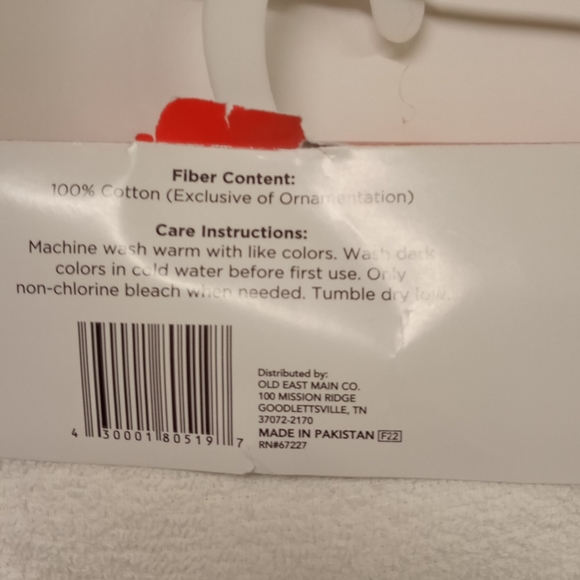 Fiber Content:
100% Cotton (Exclusive of Ornamentation)
Care Instructions:
Machine wash warm with like colors. Wash dark
colors in cold water before first use. Only
non-chlorine bleach when needed. Tumble dry low.
Distributed by:
OLD EAST MAIN CO.
100 MISSION RIDGE
GOODLETTSVILLE, TN
37072-2170
MADE IN PAKISTAN F22
RN#67227
4 30001 80519 7